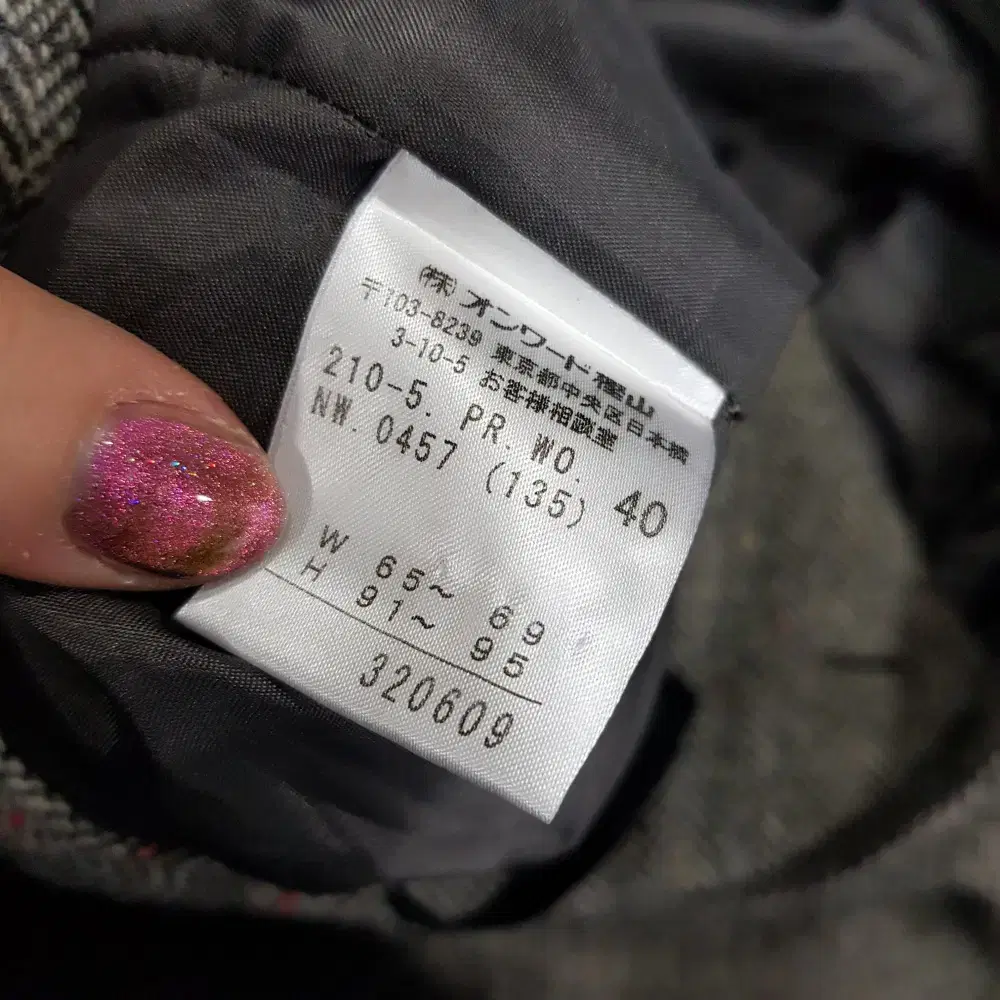 ㈱オンワード樫山
〒103-8239 東京都中央区日本橋
3-10-5 お客様相談室
210-5. PR. WO. 40
NW. 0457 (135)
W 65~ 69
H 91~ 95
320609